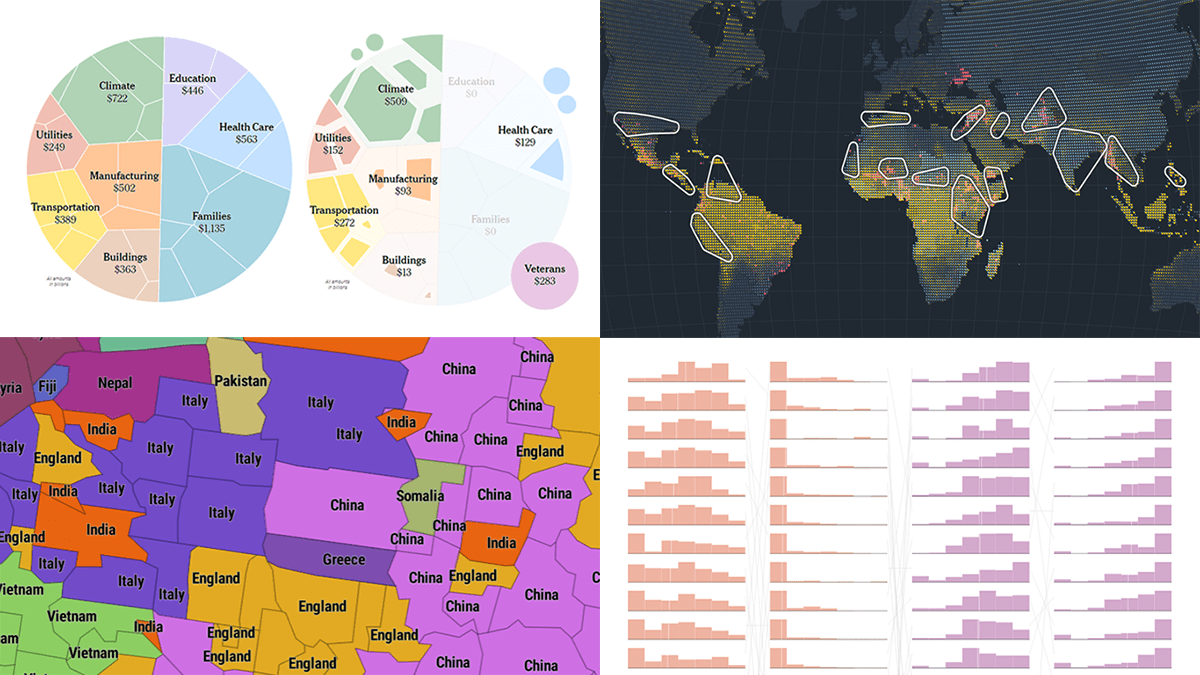 Climate
$722
Education
$446
Health Care
$563
Utilities
$249
Manufacturing
$502
Transportation
$389
Families
$1,135
Buildings
$363
All amounts
in billions
Climate
$509
Education
$0
Health Care
$129
Utilities
$152
Manufacturing
$93
Transportation
$272
Families
$0
Buildings
$13
Veterans
$283
All amounts
in billions
China
China
yria
Fiji
Nepal
Pakistan
Italy
Italy
China
India
Italy
India
China
China
taly
England
Italy
Italy
England
E
Italy
India
Italy
Italy
Italy
China
Somalia
China
China
India
China
China
India
England
Italy
Greece
Italy
Italy
England
China
England
China
C
ietnam
Vietnam
England
China
am
India
England
England
Vietnam
England
England
China
China